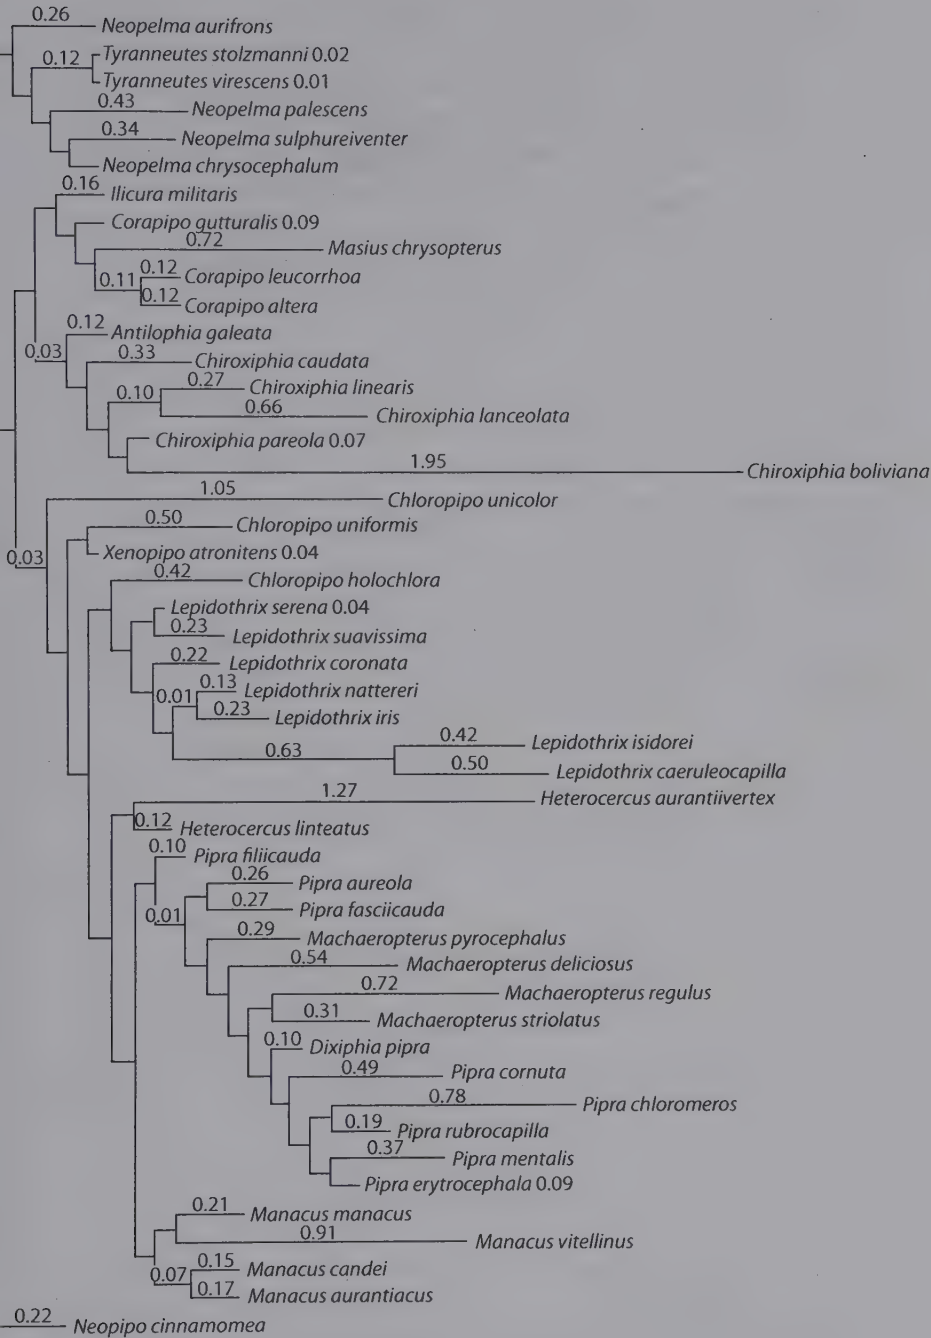 0.26 Neopelma aurifrons
0.12 Tyranneutes stolzmanni 0.02
Tyranneutes virescens 0.01
0.43 Neopelma palescens
0.34 Neopelma sulphureiventer
Neopelma chrysocephalum
0.16 Ilicura militaris
Corapipo gutturalis 0.09
0.72 Masius chrysopterus
0.11 0.12 Corapipo leucorrhoa
0.12 Corapipo altera
0.12 Antilophia galeata
0.03 0.33 Chiroxiphia caudata
0.10 0.27 Chiroxiphia linearis
0.66 Chiroxiphia lanceolata
Chiroxiphia pareola 0.07
1.95 Chiroxiphia boliviana
1.05 Chloropipo unicolor
0.50 Chloropipo uniformis
0.03 Xenopipo atronitens 0.04
0.42 Chloropipo holochlora
Lepidothrix serena 0.04
0.23 Lepidothrix suavissima
0.22 Lepidothrix coronata
0.01 0.13 Lepidothrix nattereri
0.23 Lepidothrix iris
0.63 0.42 Lepidothrix isidorei
0.50 Lepidothrix caeruleocapilla
1.27 Heterocercus aurantiivertex
0.12 Heterocercus linteatus
0.10 Pipra filiicauda
0.26 Pipra aureola
0.01 0.27 Pipra fasciicauda
0.29 Machaeropterus pyrocephalus
0.54 Machaeropterus deliciosus
0.72 Machaeropterus regulus
0.31 Machaeropterus striolatus
0.10 Dixiphia pipra
0.49 Pipra cornuta
0.78 Pipra chloromeros
0.19 Pipra rubrocapilla
0.37 Pipra mentalis
Pipra erytrocephala 0.09
0.21 Manacus manacus
0.91 Manacus vitellinus
0.07 0.15 Manacus candei
0.17 Manacus aurantiacus
0.22 Neopipo cinnamomea